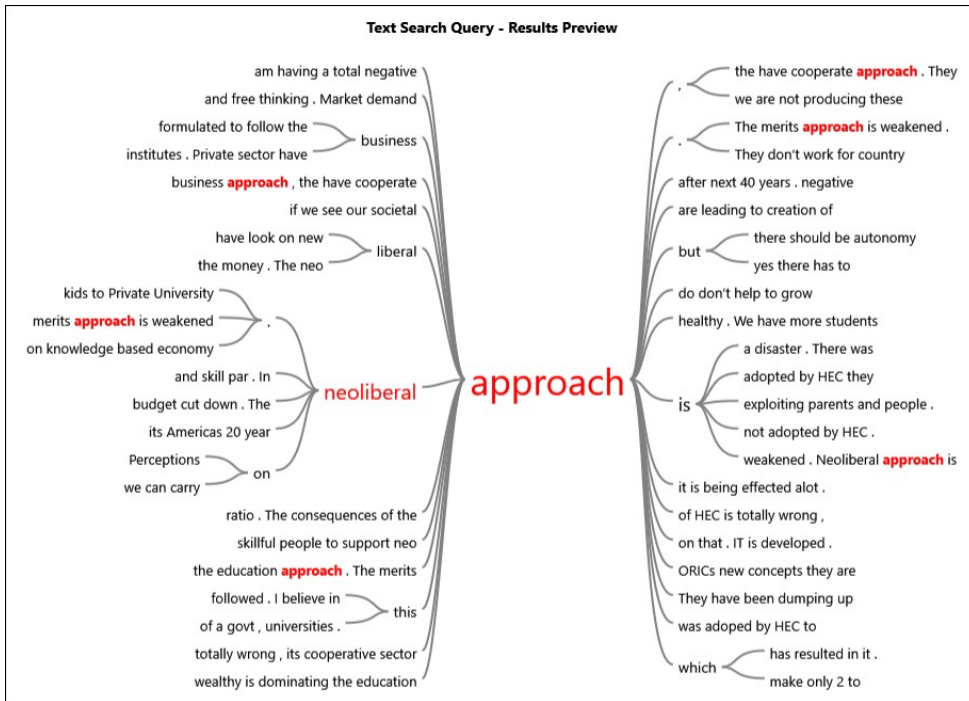 Text Search Query - Results Preview
am having a total negative
and free thinking . Market demand
formulated to follow the
institutes . Private sector have
business
business approach , the have cooperate
if we see our societal
have look on new
the money . The neo
liberal
kids to Private University
merits approach is weakened
on knowledge based economy
.
and skill par . In
budget cut down . The
its Americas 20 year
Perceptions
we can carry
on
neoliberal
ratio . The consequences of the
skillful people to support neo
the education approach . The merits
followed . I believe in
of a govt , universities .
this
totally wrong , its cooperative sector
wealthy is dominating the education
approach
,
the have cooperate approach . They
we are not producing these
.
The merits approach is weakened .
They don't work for country
after next 40 years . negative
are leading to creation of
but
there should be autonomy
yes there has to
do don't help to grow
healthy . We have more students
is
a disaster . There was
adopted by HEC they
exploiting parents and people .
not adopted by HEC .
weakened . Neoliberal approach is
it is being effected alot .
of HEC is totally wrong ,
on that . IT is developed .
ORICs new concepts they are
They have been dumping up
was adoped by HEC to
which
has resulted in it .
make only 2 to